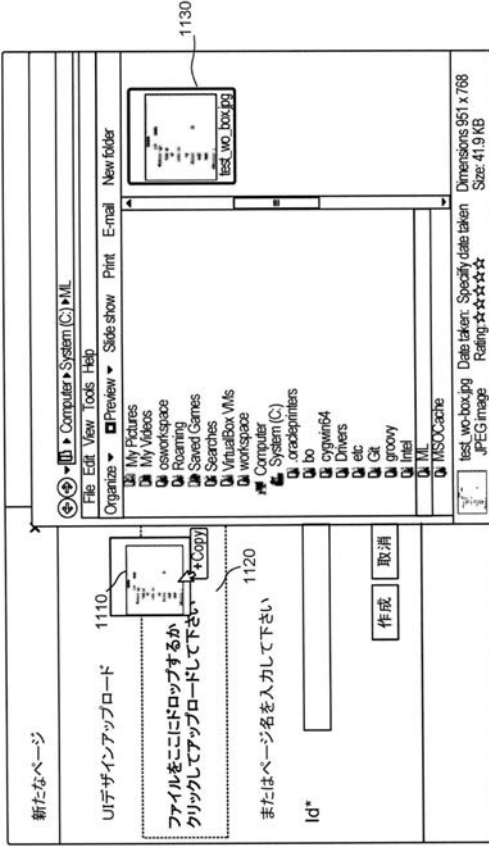 新たなページ
UIデザインアップロード
1110
ファイルをここにドロップするか
クリックしてアップロードして下さい
+Copy
1120
またはページ名を入力して下さい
Id*
作成
取消
Computer ▸ System (C:) ▸ ML
File Edit View Tools Help
Organize ▾ Preview ▾ Slide show Print E-mail New folder
My Pictures
My Videos
osworkspace
Roaming
Saved Games
Searches
VirtualBox VMs
workspace
Computer
System (C:)
.oracleprinters
bo
cygwin64
Drivers
etc
Git
groovy
Intel
ML
MSOCache
test_wo_box.jpg
1130
test_wo-box.jpg Date taken: Specify date taken Dimensions 951 x 768
JPEG image Rating: ☆☆☆☆☆ Size: 41.9 KB